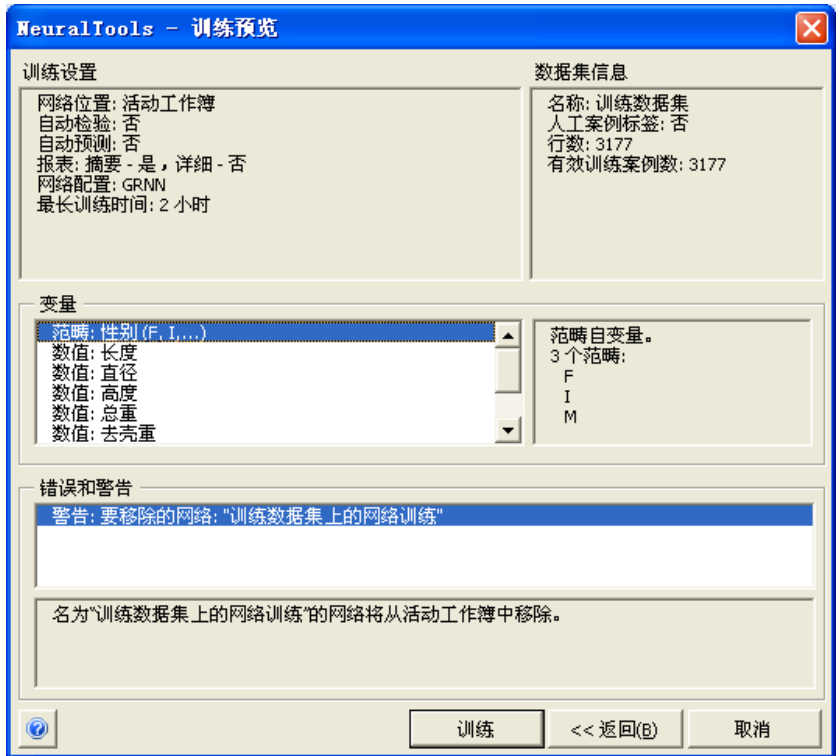 NeuralTools - 训练预览
训练设置
网络位置: 活动工作簿
自动检验: 否
自动预测: 否
报表: 摘要 - 是，详细 - 否
网络配置: GRNN
最长训练时间: 2 小时
数据集信息
名称: 训练数据集
人工案例标签: 否
行数: 3177
有效训练案例数: 3177
变量
范畴: 性别 (F, I,...)
数值: 长度
数值: 直径
数值: 高度
数值: 总重
数值: 去壳重
范畴自变量。
3 个范畴:
F
I
M
错误和警告
警告: 要移除的网络: "训练数据集上的网络训练"
名为"训练数据集上的网络训练"的网络将从活动工作簿中移除。
训练
<< 返回(B)
取消